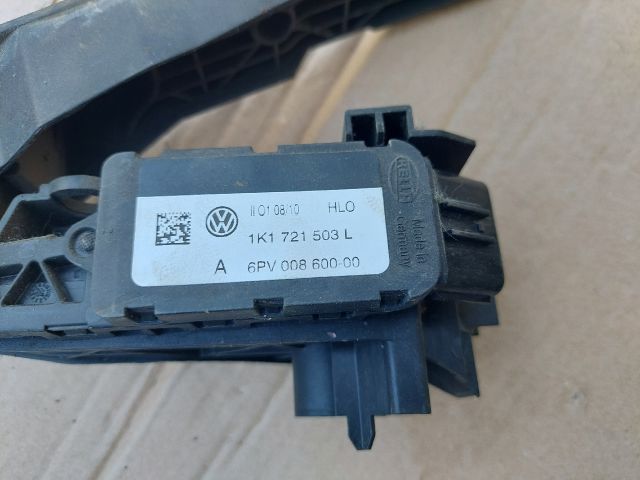 II 01 08/10 HLO
1K1 721 503 L
A 6PV 008 600-00
Hella
Made in
Germany